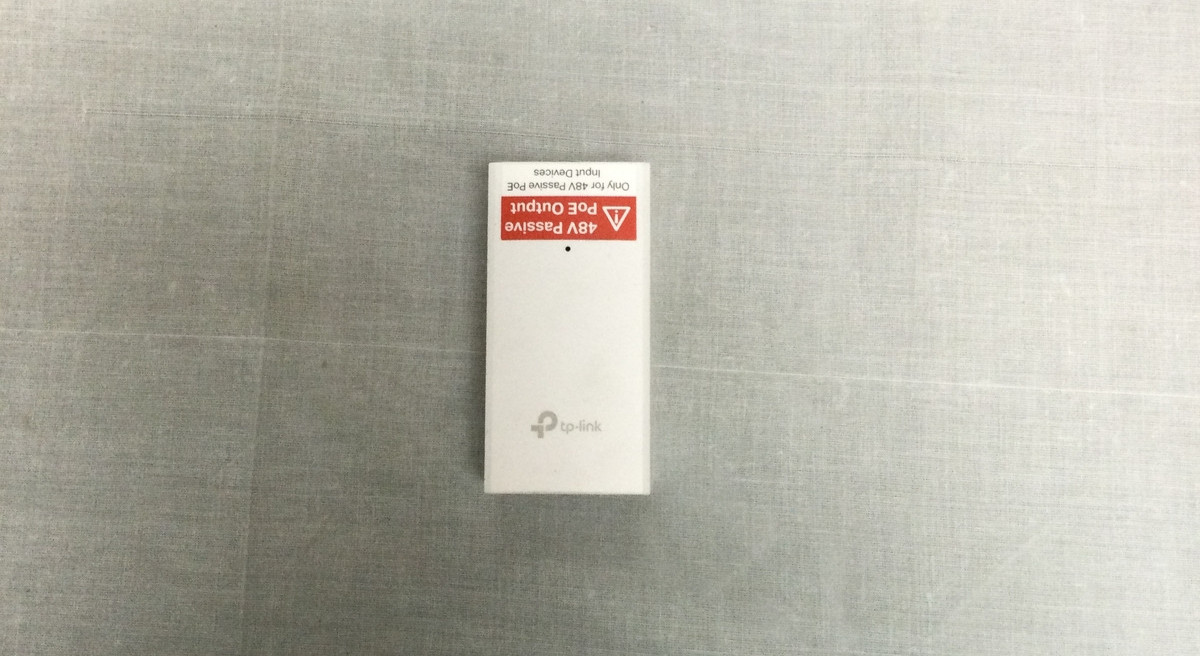 48V Passive
PoE Output
Only for 48V Passive PoE
Input Devices
tp-link